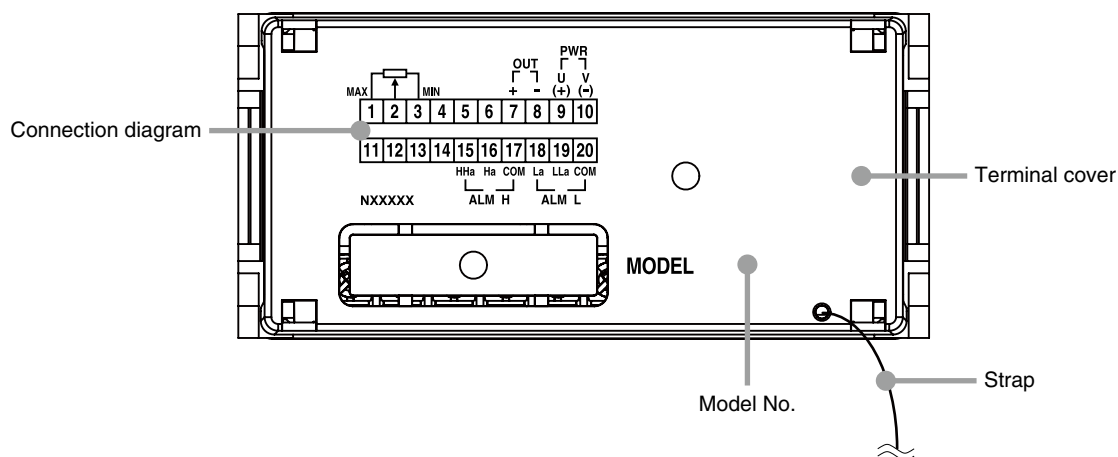 PWR
OUT U V
+ - (+) (-)
MAX MIN
1 2 3 4 5 6 7 8 9 10
Connection diagram
11 12 13 14 15 16 17 18 19 20
HHa Ha COM La LLa COM
ALM H ALM L
NXXXXX
Terminal cover
MODEL
Strap
Model No.